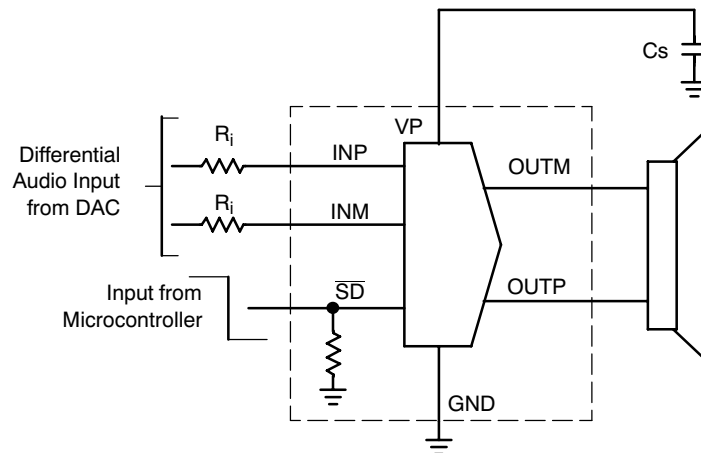 Cs
VP
Ri
INP
Differential
Audio Input
from DAC
OUTM
Ri
INM
Input from
Microcontroller
SD
OUTP
GND